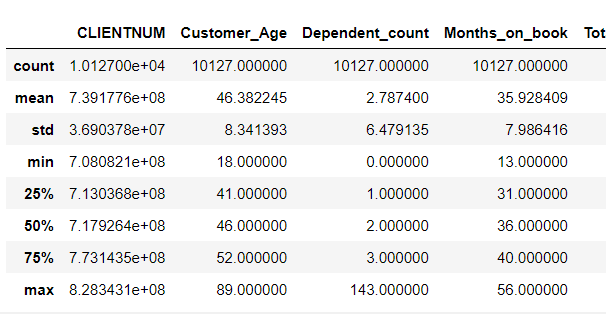 CLIENTNUM Customer_Age Dependent_count Months_on_book Tot
count 1.012700e+04 10127.000000 10127.000000 10127.000000
mean 7.391776e+08 46.382245 2.787400 35.928409
std 3.690378e+07 8.341393 6.479135 7.986416
min 7.080821e+08 18.000000 0.000000 13.000000
25% 7.130368e+08 41.000000 1.000000 31.000000
50% 7.179264e+08 46.000000 2.000000 36.000000
75% 7.731435e+08 52.000000 3.000000 40.000000
max 8.283431e+08 89.000000 143.000000 56.000000